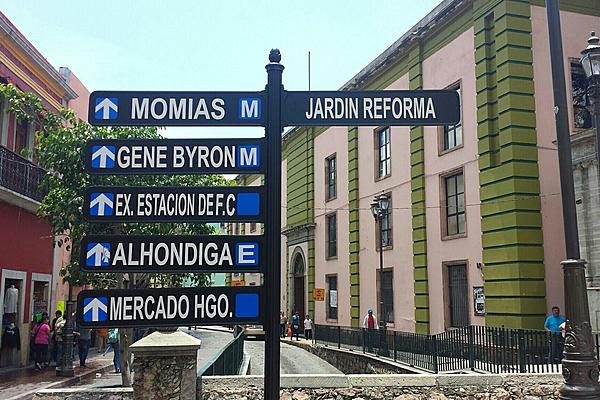 MOMIAS M
JARDIN REFORMA
GENE BYRON M
EX. ESTACION DE F.C
ALHONDIGA E
MERCADO HGO.